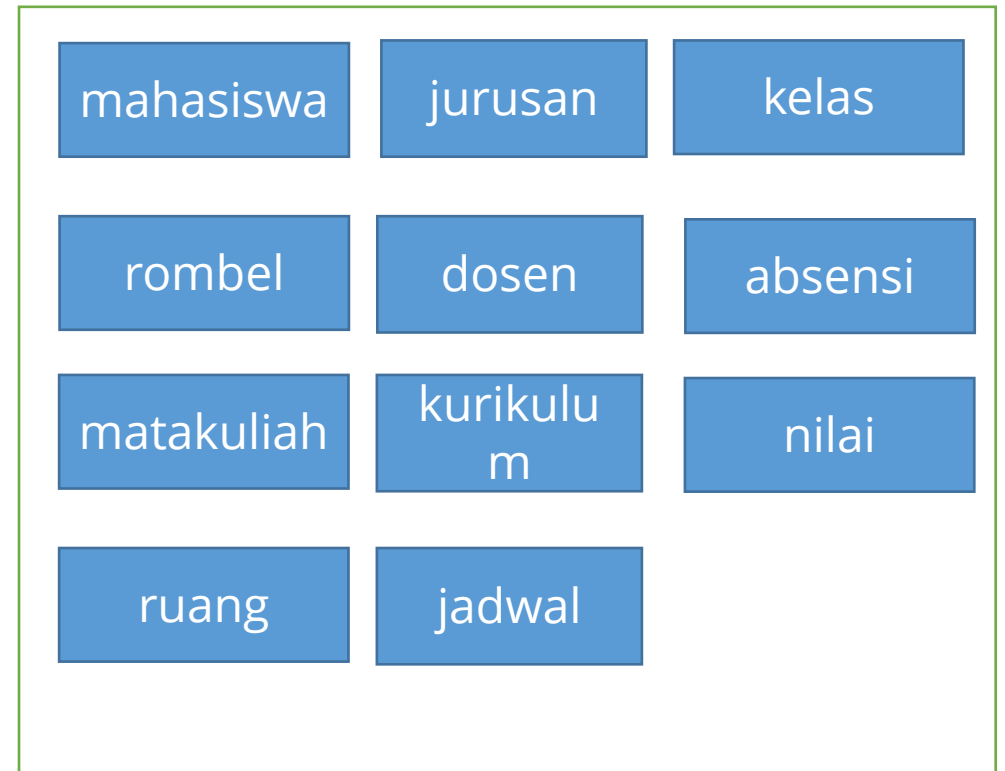 mahasiswa
jurusan
kelas
rombel
dosen
absensi
matakuliah
kurikulu
m
nilai
ruang
jadwal